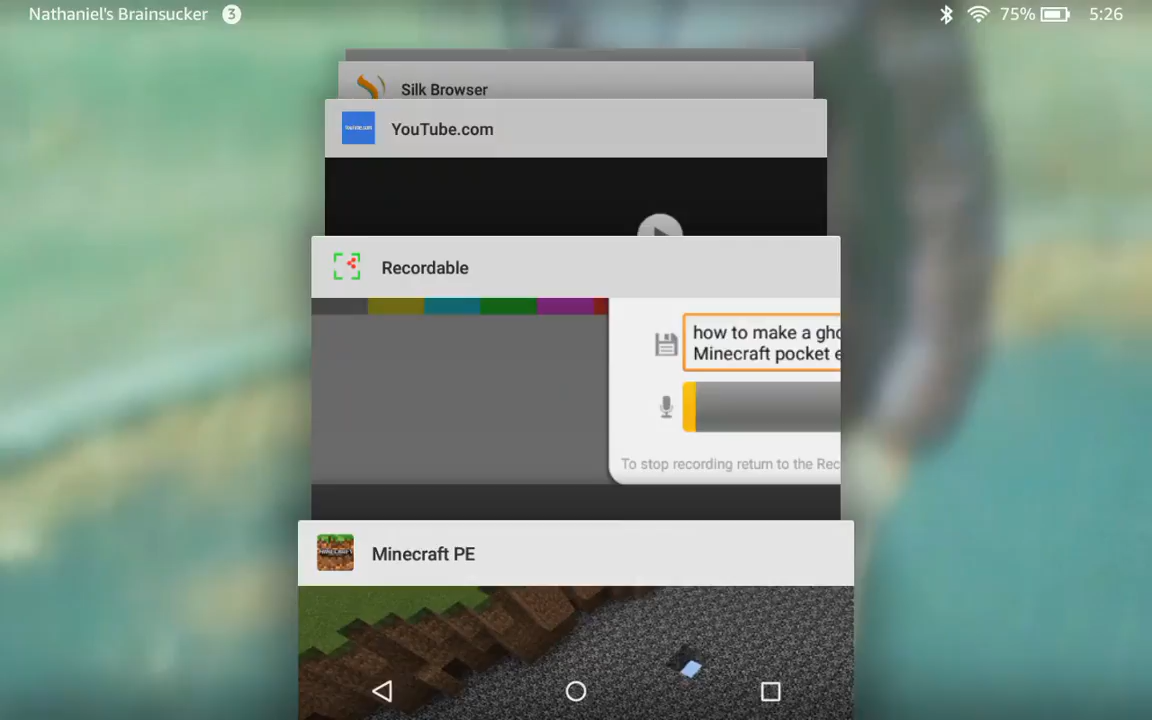 Nathaniel's Brainsucker 3
75% 5:26
Silk Browser
YouTube.com
Recordable
how to make a gho
Minecraft pocket e
To stop recording return to the Rec
Minecraft PE